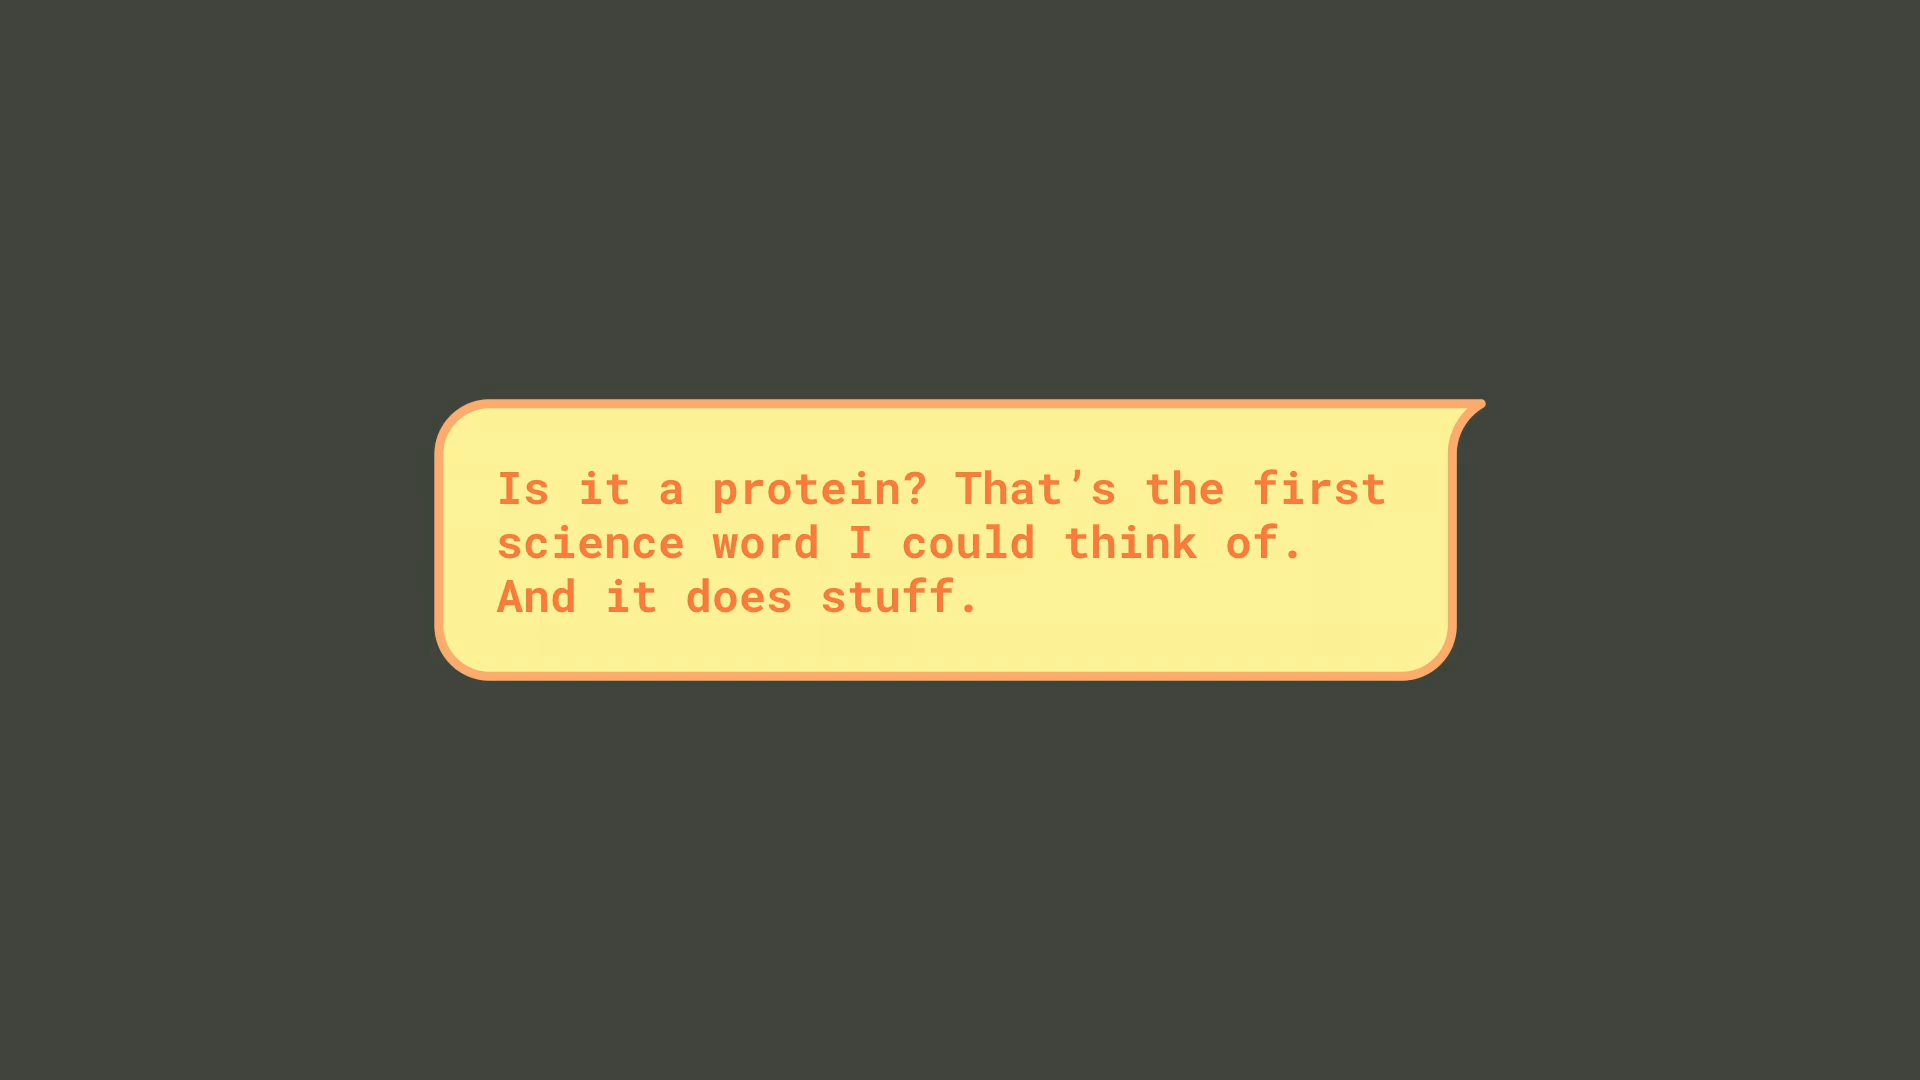 Is it a protein? That’s the first
science word I could think of.
And it does stuff.